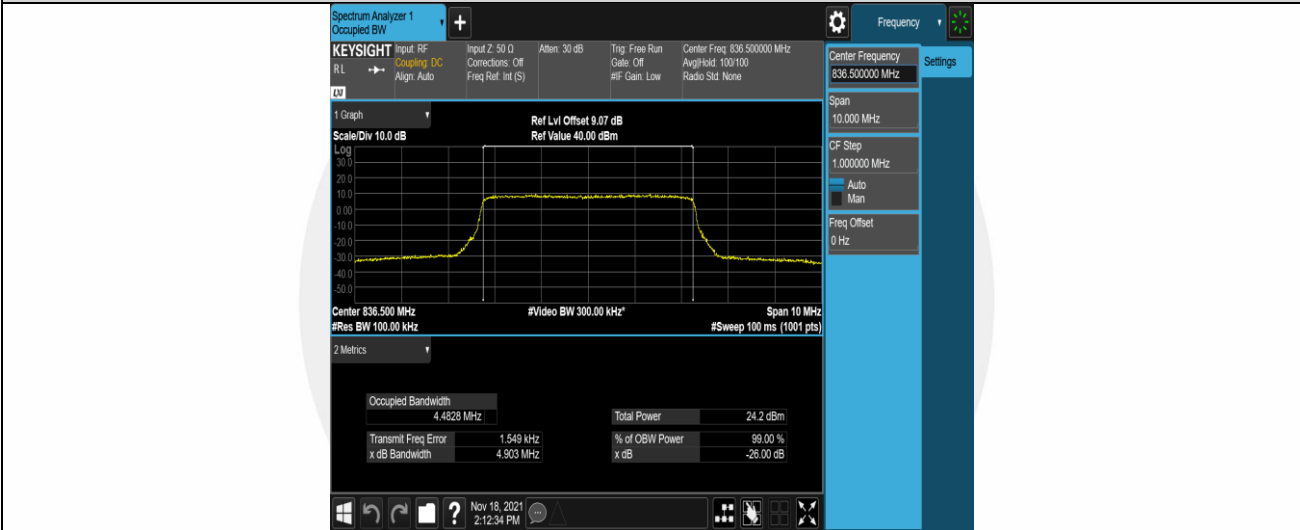 Spectrum Analyzer 1
Occupied BW
+
Frequency
KEYSIGHT
RL
LXI
Input: RF
Coupling: DC
Align: Auto
Input Z: 50 Ω
Corrections: Off
Freq Ref: Int (S)
Atten: 30 dB
Trig: Free Run
Gate: Off
#IF Gain: Low
Center Freq: 836.500000 MHz
Avg|Hold: 100/100
Radio Std: None
Center Frequency
836.500000 MHz
Settings
Span
10.000 MHz
CF Step
1.000000 MHz
Auto
Man
Freq Offset
0 Hz
1 Graph
Scale/Div 10.0 dB
Ref Lvl Offset 9.07 dB
Ref Value 40.00 dBm
Log
30.0
20.0
10.0
0.00
-10.0
-20.0
-30.0
-40.0
-50.0
Center 836.500 MHz
#Video BW 300.00 kHz*
Span 10 MHz
#Res BW 100.00 kHz
#Sweep 100 ms (1001 pts)
2 Metrics
Occupied Bandwidth
4.4828 MHz
Total Power 24.2 dBm
Transmit Freq Error 1.549 kHz
% of OBW Power 99.00 %
x dB Bandwidth 4.903 MHz
x dB -26.00 dB
?
Nov 18, 2021
2:12:34 PM